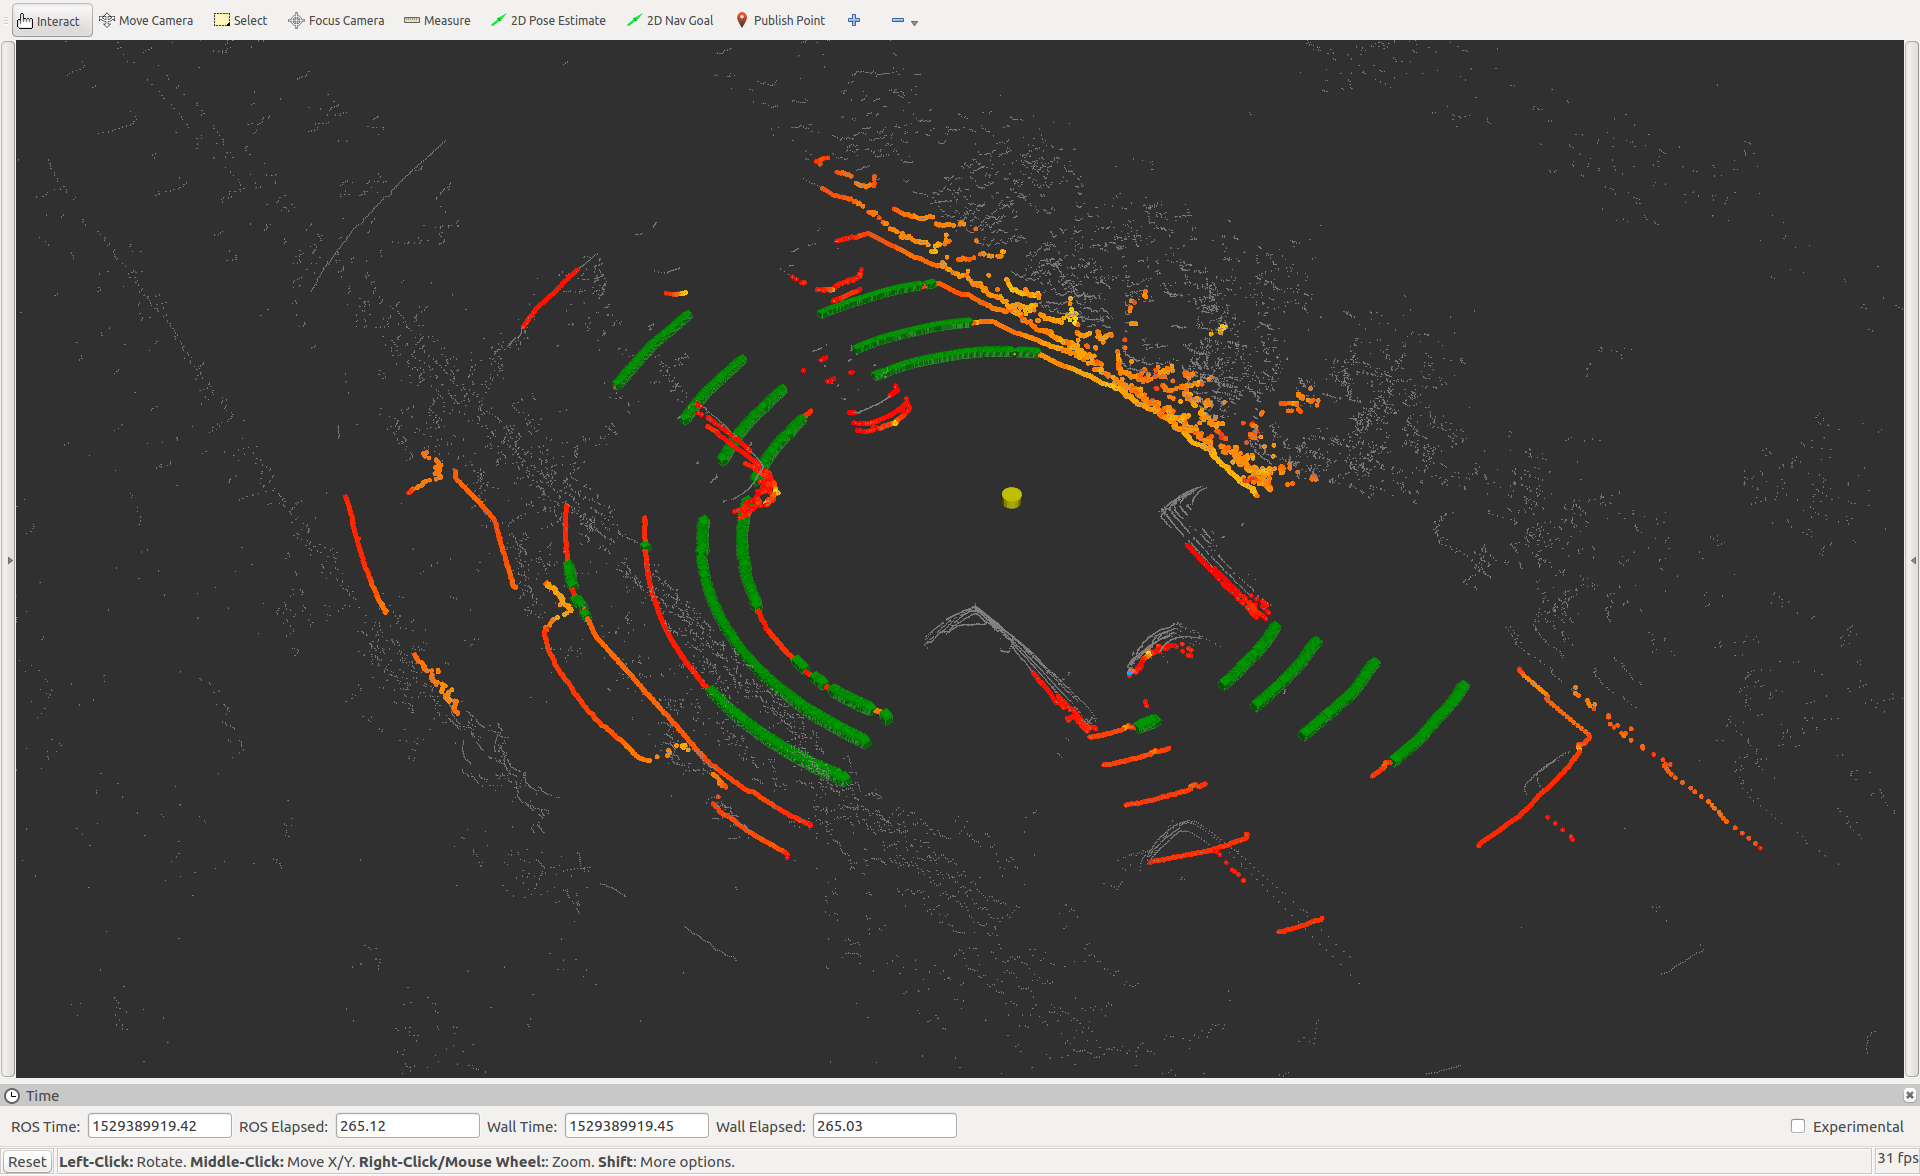 Interact Move Camera Select Focus Camera Measure 2D Pose Estimate 2D Nav Goal Publish Point
Time
ROS Time: 1529389919.42 ROS Elapsed: 265.12 Wall Time: 1529389919.45 Wall Elapsed: 265.03 Experimental
Reset Left-Click: Rotate. Middle-Click: Move X/Y. Right-Click/Mouse Wheel:: Zoom. Shift: More options. 31 fps